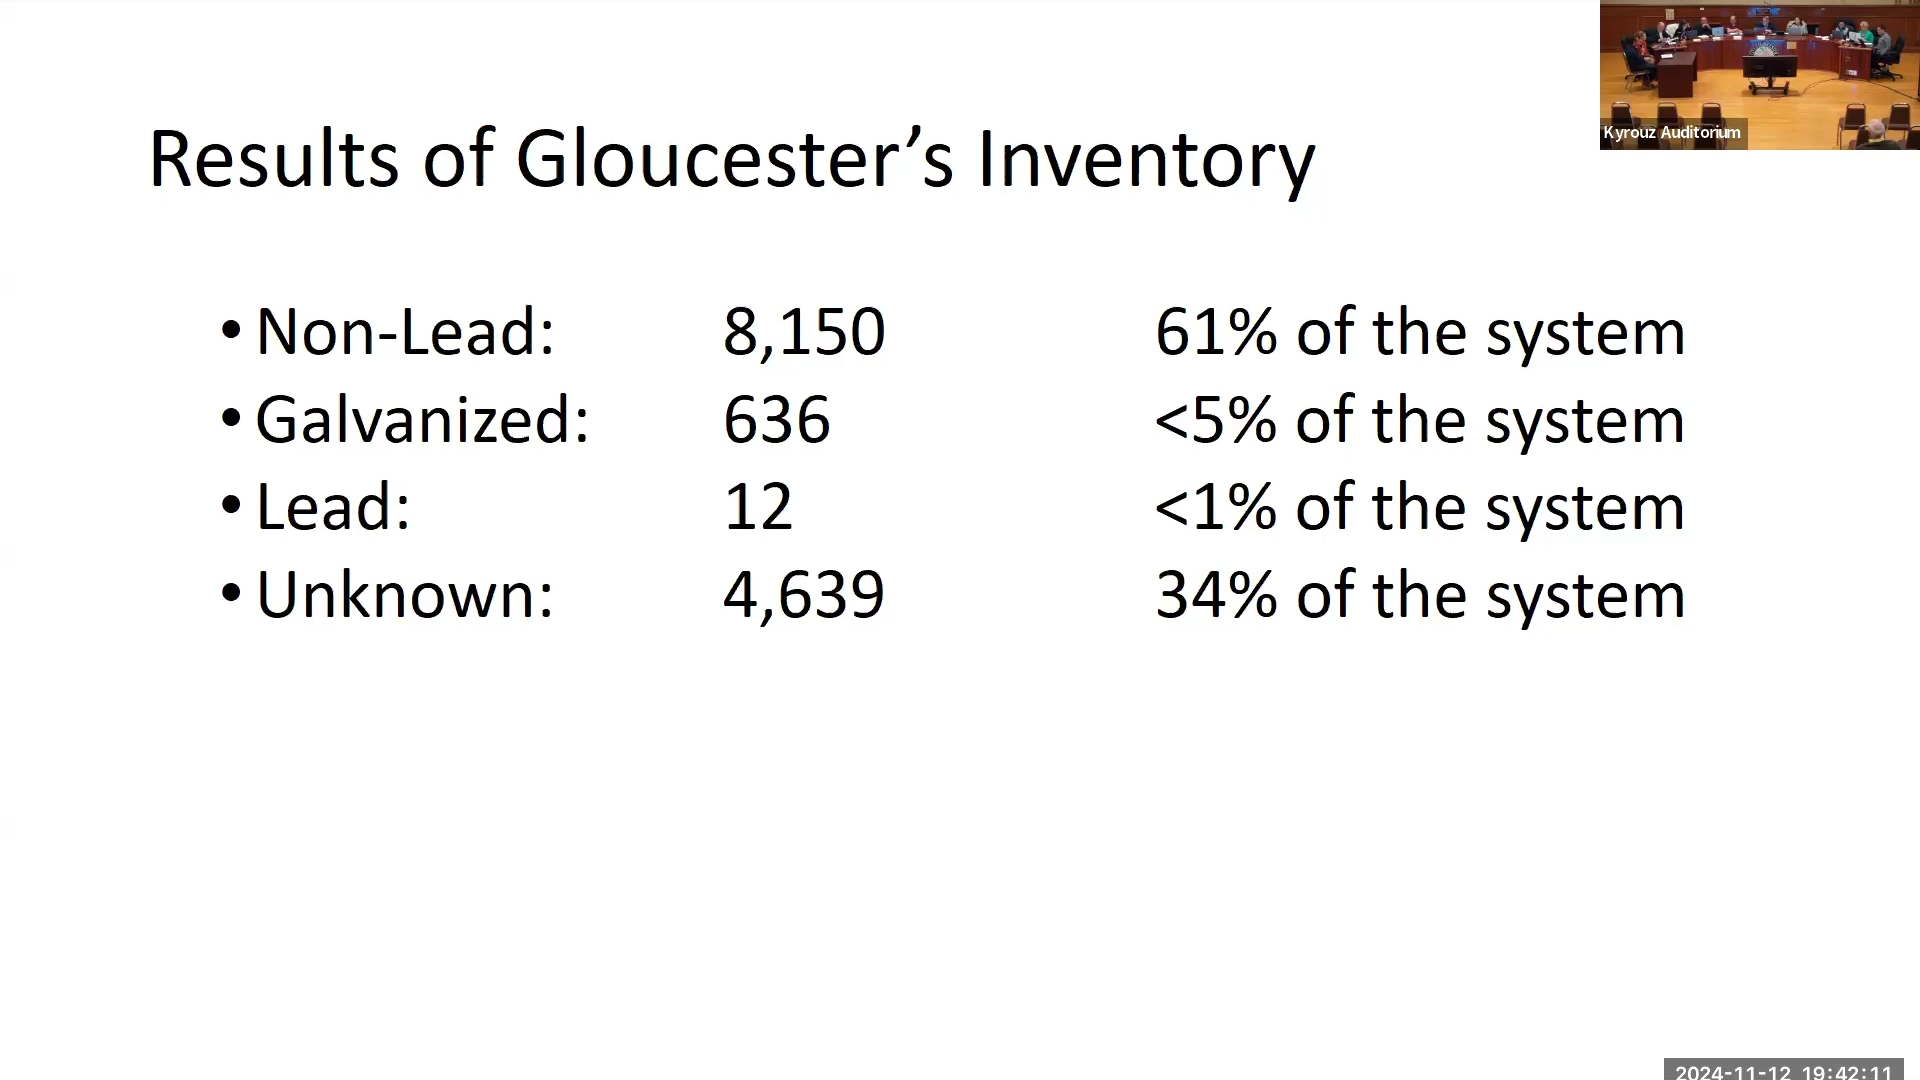 Results of Gloucester’s Inventory
• Non-Lead: 8,150 61% of the system
• Galvanized: 636 <5% of the system
• Lead: 12 <1% of the system
• Unknown: 4,639 34% of the system
Kyrouz Auditorium
2024-11-12 19:42:11